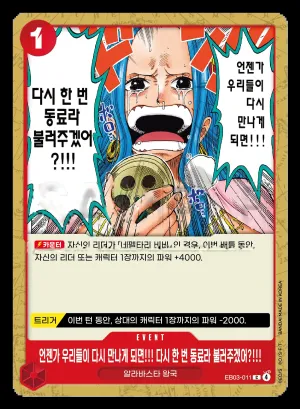 1
언젠가
우리들이
다시
만나게
되면!!!
다시 한 번
동료라
불러주겠어
?!!!
카운터 자신의 리더가 「네펠타리 비비」인 경우, 이번 배틀 동안,
자신의 리더 또는 캐릭터 1장까지의 파워 +4000.
트리거 이번 턴 동안, 상대의 캐릭터 1장까지의 파워 -2000.
EVENT
언젠가 우리들이 다시 만나게 되면!!! 다시 한 번 동료라 불러주겠어?!!!
알라바스타 왕국
EB03-011